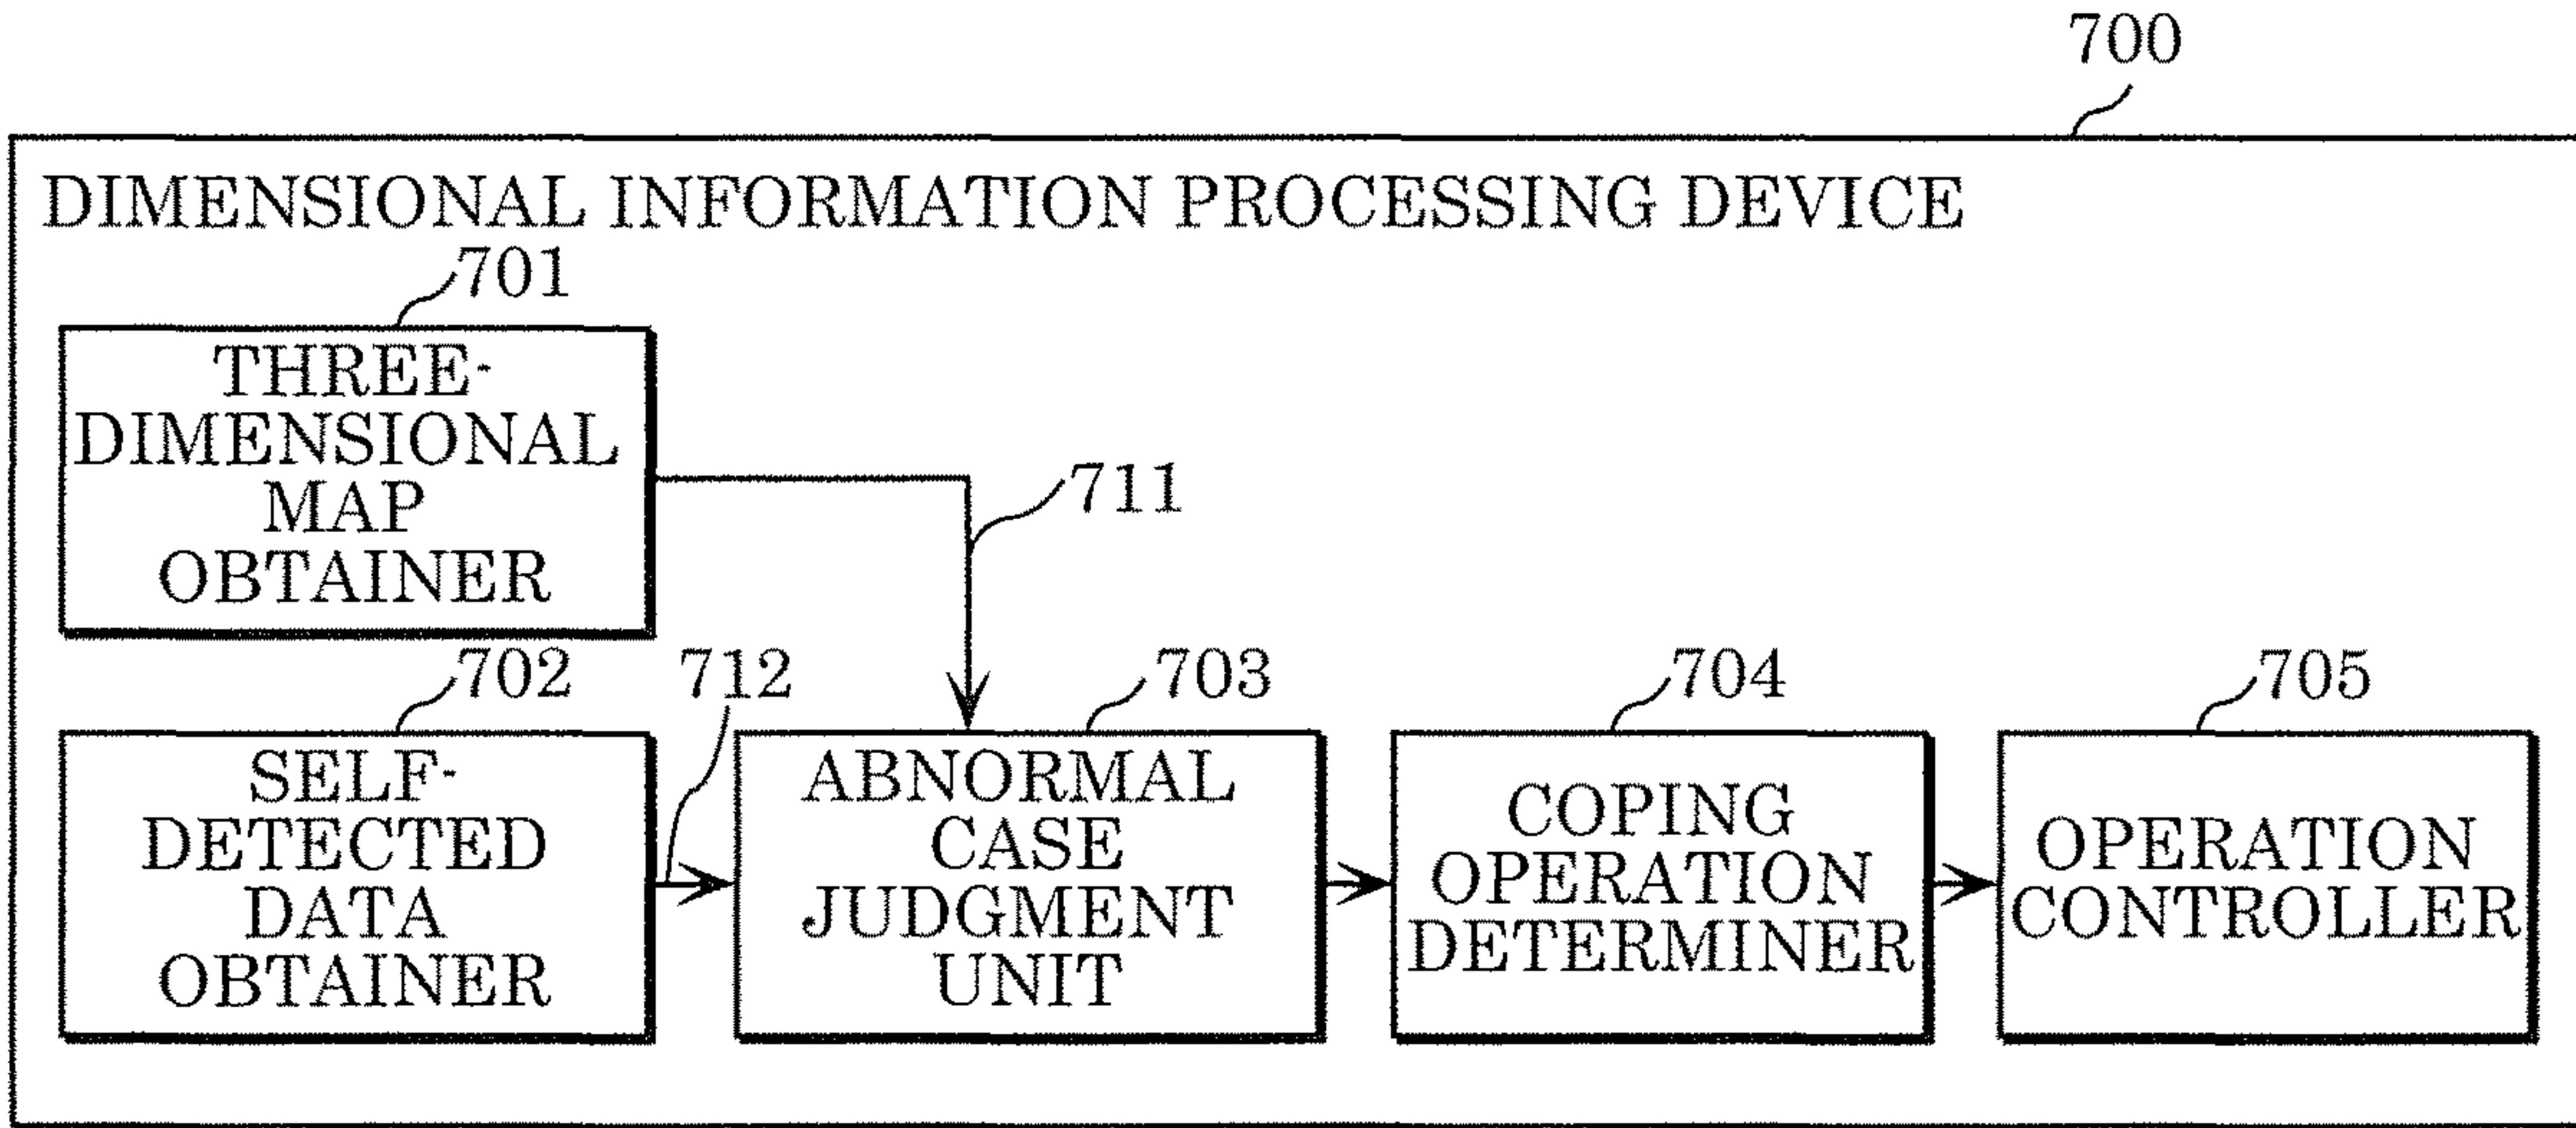 700
DIMENSIONAL INFORMATION PROCESSING DEVICE
701
THREE-
DIMENSIONAL
MAP
OBTAINER
711
702
SELF-
DETECTED
DATA
OBTAINER
712
703
ABNORMAL
CASE
JUDGMENT
UNIT
704
COPING
OPERATION
DETERMINER
705
OPERATION
CONTROLLER